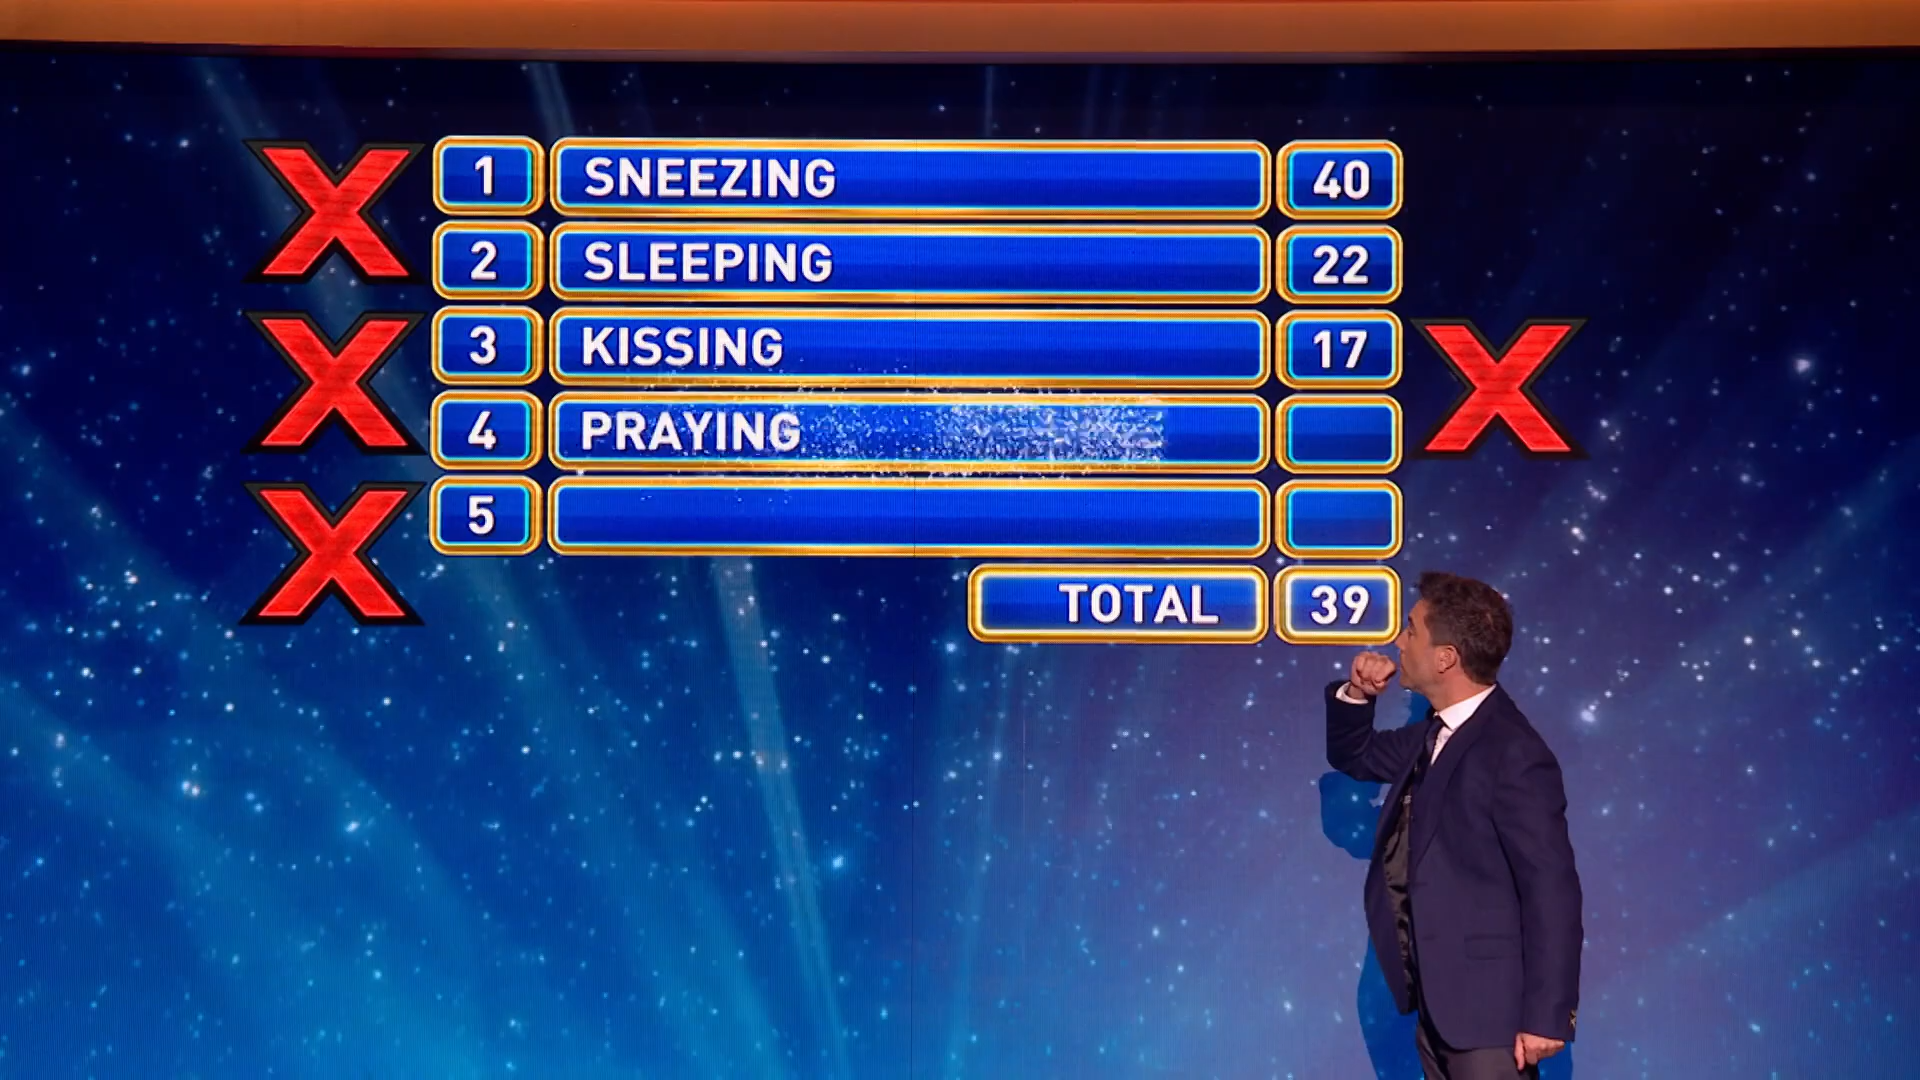 1 SNEEZING 40
2 SLEEPING 22
3 KISSING 17
4 PRAYING
5
TOTAL 39